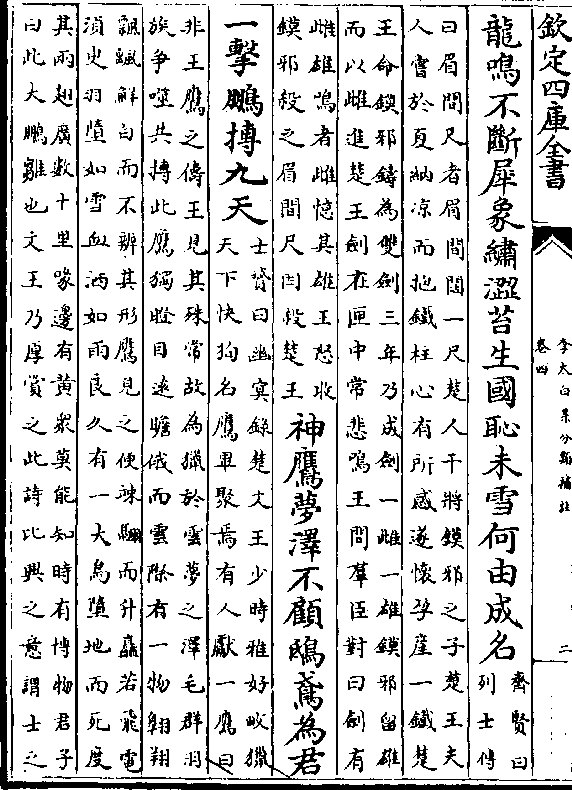 欽定四庫全書
李太白集分類補註
卷四
二
龍鳴不斷犀象繡澁苔生國恥未雪何由成名
齊賢曰
列士傳
曰眉間尺者眉間闊一尺楚人干將鏌邪之子楚王夫
人嘗於夏納凉而抱鐵柱心有所感遂懷孕産一鐵楚
王命鏌邪鑄為雙劍三年乃成劍一雌一雄鏌邪留雄
而以雌進楚王劍在匣中常悲鳴王問羣臣對曰劍有
雌雄鳴者雌憶其雄王怒收
鏌邪殺之眉間尺因殺楚王
神鷹夢澤不顧鴟鳶為君
一擊鵬搏九天
士贇曰幽㝠錄楚文王少時雅好畋獵
天下快狗名鷹畢聚焉有人獻一鷹曰
非王鷹之儔王見其殊常故為獵於雲夢之澤毛群羽
族爭噬共搏此鷹獨瞪目逺瞻俄而雲際有一物翺翔
飄颻鮮白而不辨其形鷹見之便竦翮而升矗若飛電
湏㬰羽墮如雪血洒如雨良久有一大鳥墮地而死度
其兩翅廣數十里喙邊有黄衆莫能知時有博物君子
曰此大鵬雛也文王乃厚賞之此詩比興之意謂士之